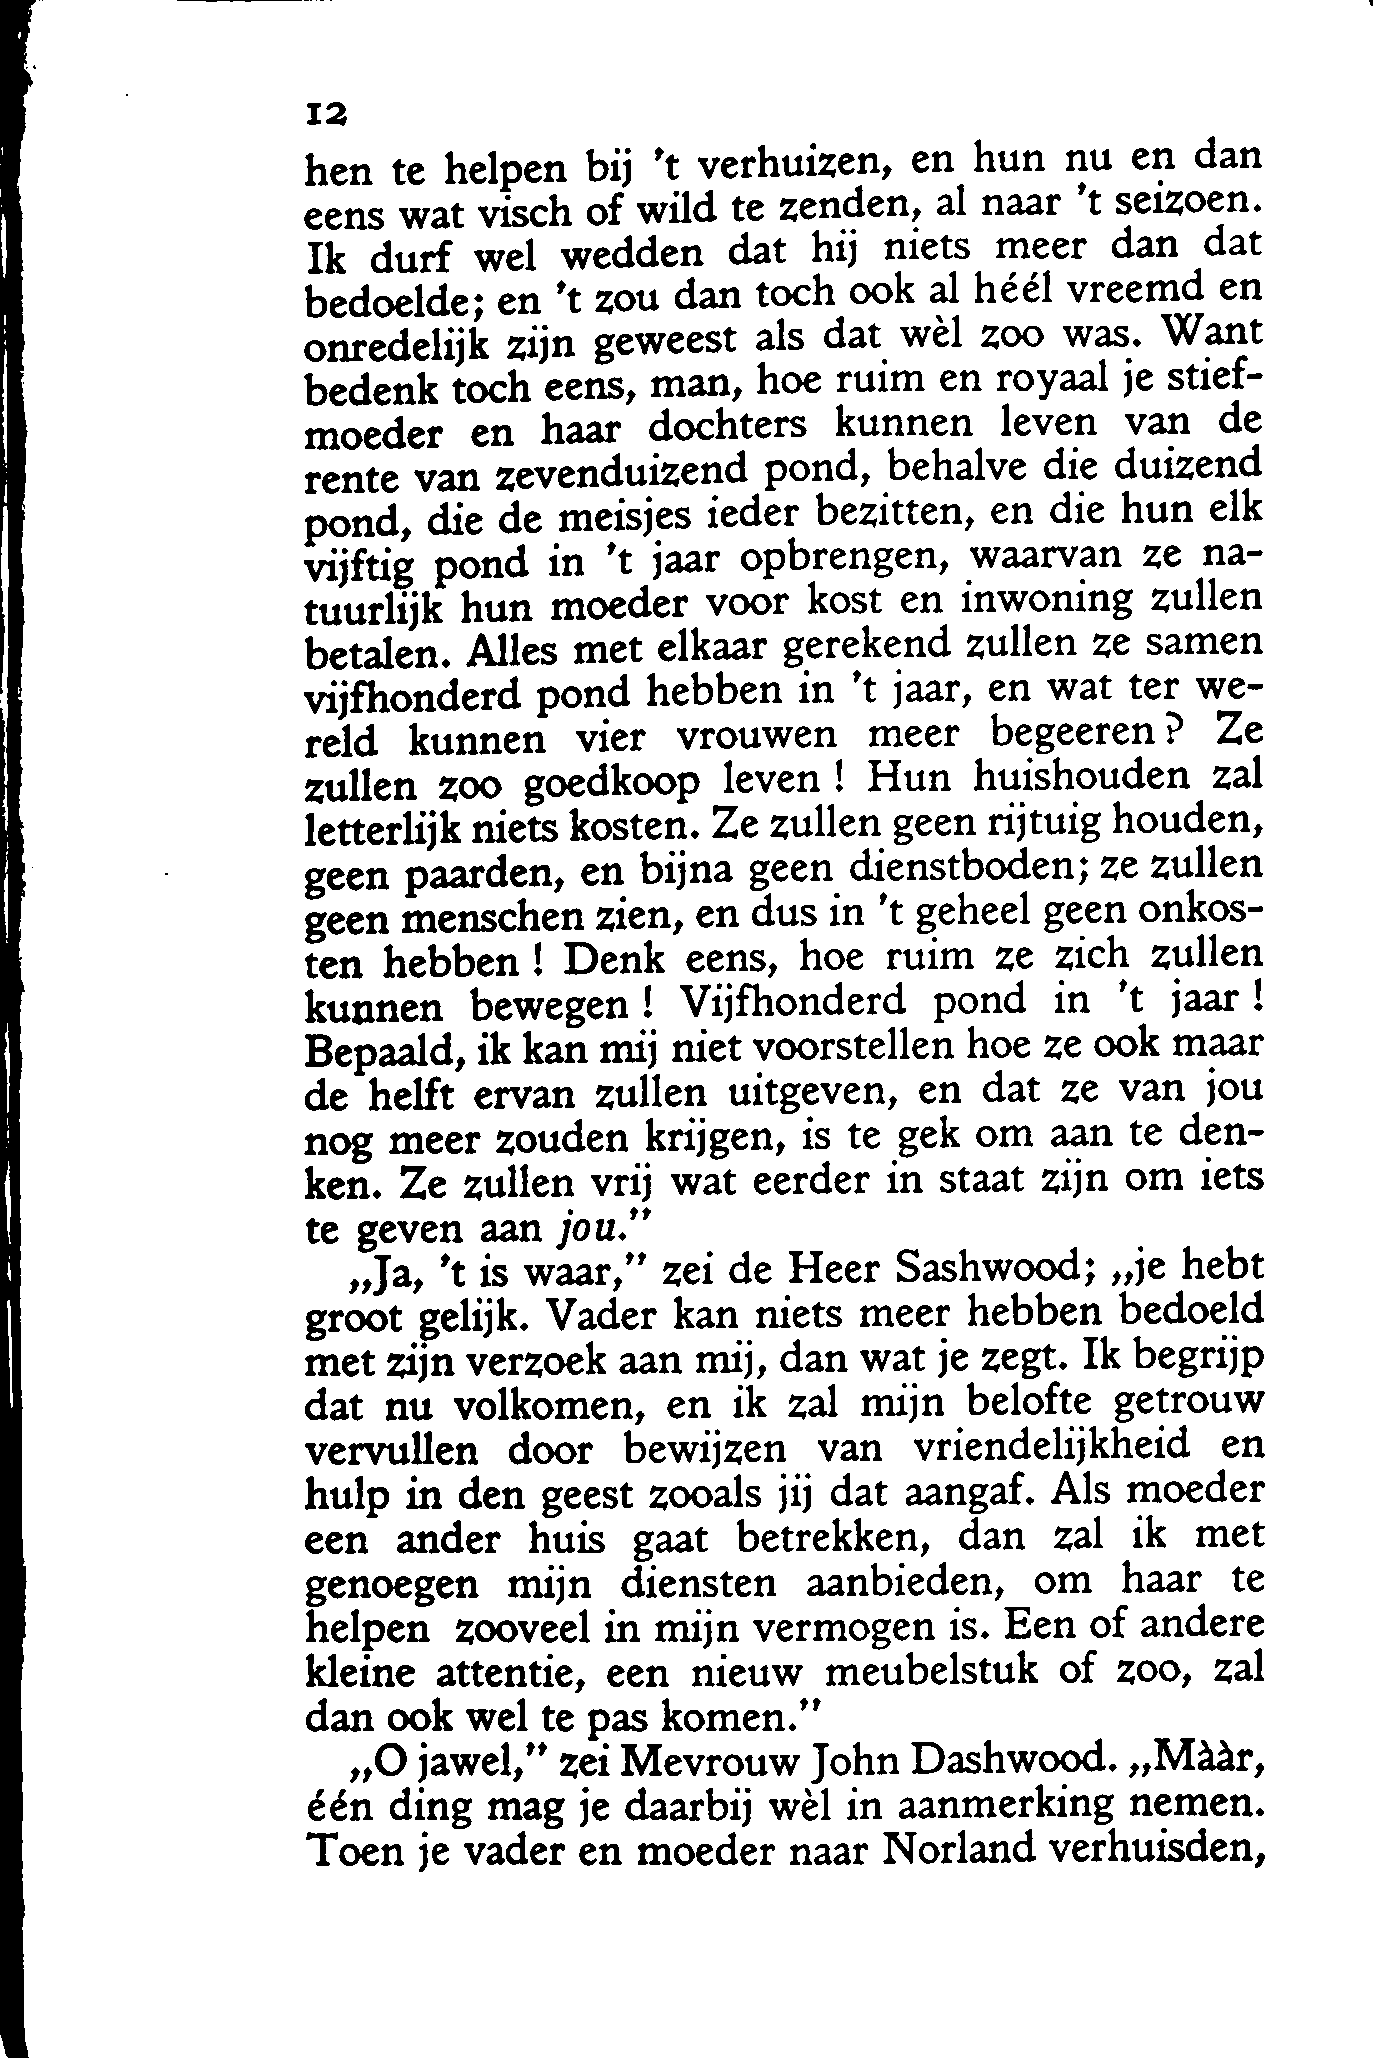 12
hen te helpen bij 't verhuizen, en hun nu en dan
eens wat visch of wild te zenden, al naar 't seizoen.
Ik durf wel wedden dat hij niets meer dan dat
bedoelde; en 't zou dan toch ook al héél vreemd en
onredelijk zijn geweest als dat wèl zoo was. Want
bedenk toch eens, man, hoe ruim en royaal je stief-
moeder en haar dochters kunnen leven van de
rente van zevenduizend pond, behalve die duizend
pond, die de meisjes ieder bezitten, en die hun elk
vijftig pond in 't jaar opbrengen, waarvan ze na-
tuurlijk hun moeder voor kost en inwoning zullen
betalen. Alles met elkaar gerekend zullen ze samen
vijfhonderd pond hebben in 't jaar, en wat ter we-
reld kunnen vier vrouwen meer begeeren? Ze
zullen zoo goedkoop leven! Hun huishouden zal
letterlijk niets kosten. Ze zullen geen rijtuig houden,
geen paarden, en bijna geen dienstboden; ze zullen
geen menschen zien, en dus in 't geheel geen onkos-
ten hebben! Denk eens, hoe ruim ze zich zullen
kunnen bewegen! Vijfhonderd pond in 't jaar!
Bepaald, ik kan mij niet voorstellen hoe ze ook maar
de helft ervan zullen uitgeven, en dat ze van jou
nog meer zouden krijgen, is te gek om aan te den-
ken. Ze zullen vrij wat eerder in staat zijn om iets
te geven aan jou."
„Ja, 't is waar," zei de Heer Sashwood; „je hebt
groot gelijk. Vader kan niets meer hebben bedoeld
met zijn verzoek aan mij, dan wat je zegt. Ik begrijp
dat nu volkomen, en ik zal mijn belofte getrouw
vervullen door bewijzen van vriendelijkheid en
hulp in den geest zooals jij dat aangaf. Als moeder
een ander huis gaat betrekken, dan zal ik met
genoegen mijn diensten aanbieden, om haar te
helpen zooveel in mijn vermogen is. Een of andere
kleine attentie, een nieuw meubelstuk of zoo, zal
dan ook wel te pas komen."
„O jawel," zei Mevrouw John Dashwood. „Mààr,
één ding mag je daarbij wèl in aanmerking nemen.
Toen je vader en moeder naar Norland verhuisden,